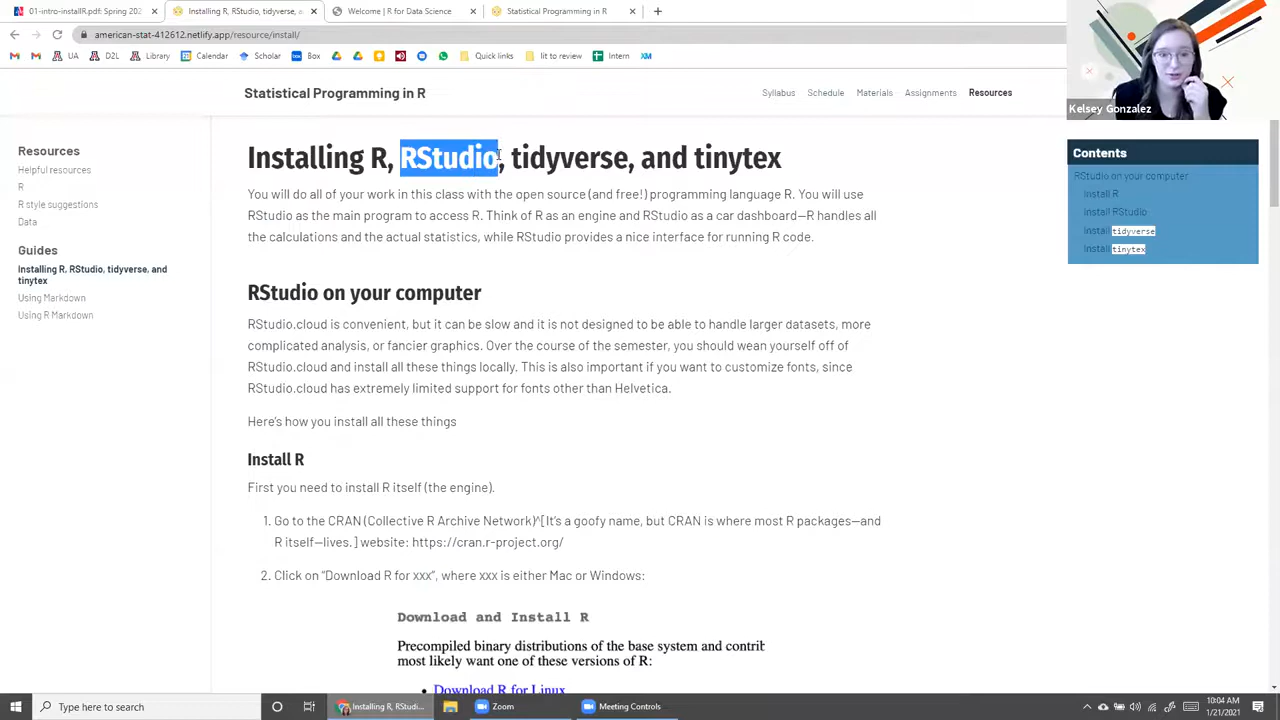 01-intro-installR.pdf: Spring 202
Installing R, RStudio, tidyverse, a
Welcome | R for Data Science
Statistical Programming in R
american-stat-412612.netlify.app/resource/install/
UA
D2L
Library
Calendar
Scholar
Box
Quick links
lit to review
Intern
Kelsey Gonzalez
Statistical Programming in R
Syllabus
Schedule
Materials
Assignments
Resources
Resources
Helpful resources
R
R style suggestions
Data
Guides
Installing R, RStudio, tidyverse, and
tinytex
Using Markdown
Using R Markdown
Installing R, RStudio, tidyverse, and tinytex
You will do all of your work in this class with the open source (and free!) programming language R. You will use
RStudio as the main program to access R. Think of R as an engine and RStudio as a car dashboard—R handles all
the calculations and the actual statistics, while RStudio provides a nice interface for running R code.
RStudio on your computer
RStudio.cloud is convenient, but it can be slow and it is not designed to be able to handle larger datasets, more
complicated analysis, or fancier graphics. Over the course of the semester, you should wean yourself off of
RStudio.cloud and install all these things locally. This is also important if you want to customize fonts, since
RStudio.cloud has extremely limited support for fonts other than Helvetica.
Here's how you install all these things
Install R
First you need to install R itself (the engine).
1. Go to the CRAN (Collective R Archive Network)^[It's a goofy name, but CRAN is where most R packages—and
R itself—lives.] website: https://cran.r-project.org/
2. Click on "Download R for xxx", where xxx is either Mac or Windows:
Download and Install R
Precompiled binary distributions of the base system and contrit
most likely want one of these versions of R:
• Download R for Linux
Contents
RStudio on your computer
Install R
Install RStudio
Install tidyverse
Install tinytex
Type here to search
Installing R, RStudi...
Zoom
Meeting Controls
10:04 AM
1/21/2021